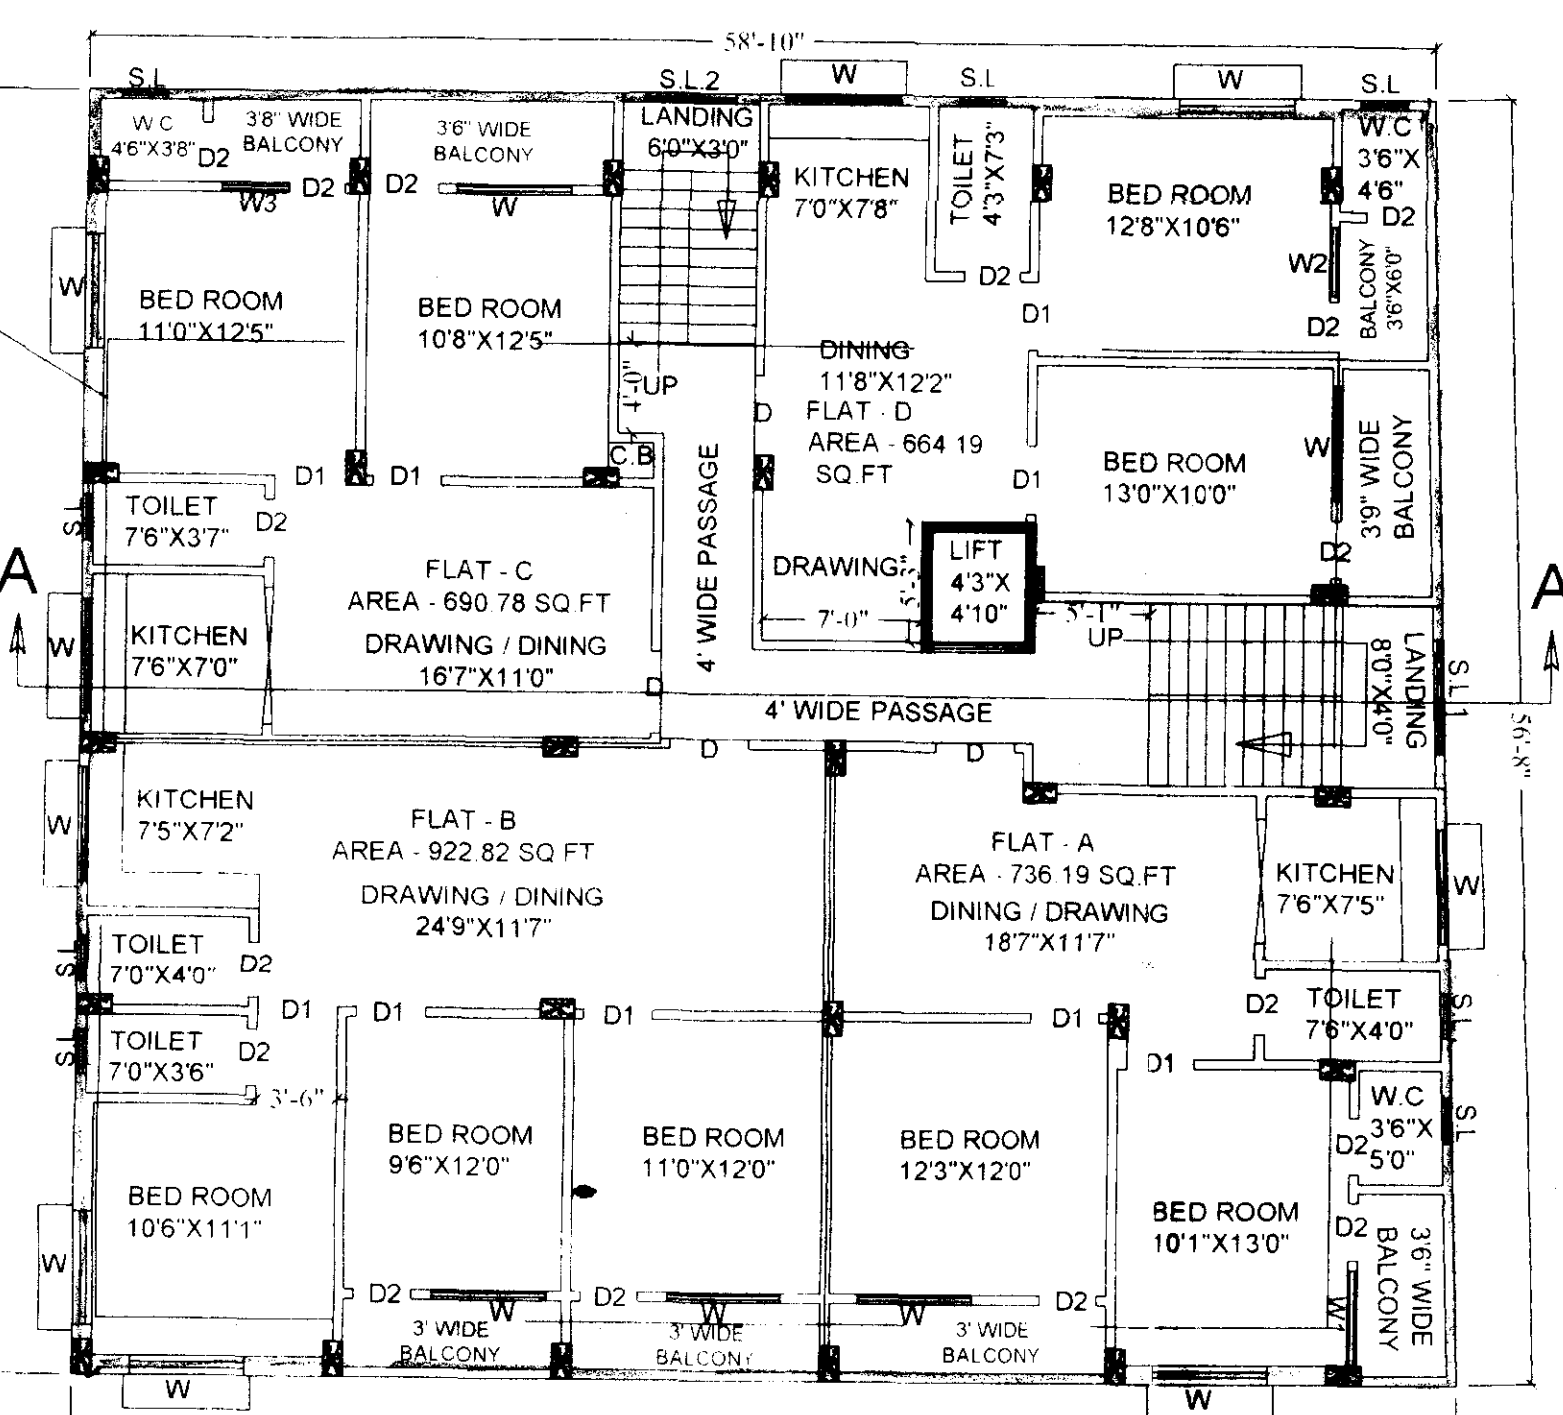 58'-10"
S.L
S.L.2
W
S.L
W
S.L
W.C
4'6"X3'8"
D2
3'8" WIDE
BALCONY
3'6" WIDE
BALCONY
LANDING
6'0"X3'0"
KITCHEN
7'0"X7'8"
TOILET
4'3"X7'3"
BED ROOM
12'8"X10'6"
W.C
3'6"X
4'6"
D2
W3
D2
D2
W
D2
W2
BALCONY
3'6"X6'0"
W
BED ROOM
11'0"X12'5"
BED ROOM
10'8"X12'5"
D1
D2
4'-0"
UP
DINING
11'8"X12'2"
D
FLAT - D
AREA - 664.19
SQ.FT
C.B
D1
D1
D1
BED ROOM
13'0"X10'0"
W
3'9" WIDE
BALCONY
D2
S.L
TOILET
7'6"X3'7"
D2
4' WIDE PASSAGE
DRAWING
5'-3"
7'-0"
LIFT
4'3"X
4'10"
5'-1"
UP
A
A
FLAT - C
AREA - 690.78 SQ.FT
DRAWING / DINING
16'7"X11'0"
W
KITCHEN
7'6"X7'0"
D
LANDING
8'0"X4'0"
S.L.1
4' WIDE PASSAGE
56'-8"
D
D
W
KITCHEN
7'5"X7'2"
FLAT - B
AREA - 922.82 SQ FT
DRAWING / DINING
24'9"X11'7"
FLAT - A
AREA - 736.19 SQ.FT
DINING / DRAWING
18'7"X11'7"
KITCHEN
7'6"X7'5"
W
S.L
TOILET
7'0"X4'0"
D2
D1
D1
D1
D1
D2
TOILET
7'6"X4'0"
S.L
S.L
TOILET
7'0"X3'6"
D2
D1
3'-6"
W.C
3'6"X
5'0"
S.L
D2
BED ROOM
10'6"X11'1"
BED ROOM
9'6"X12'0"
BED ROOM
11'0"X12'0"
BED ROOM
12'3"X12'0"
BED ROOM
10'1"X13'0"
D2
3'6" WIDE
BALCONY
W
D2
W
D2
W
W
D2
W
3' WIDE
BALCONY
3' WIDE
BALCONY
3' WIDE
BALCONY
W
W